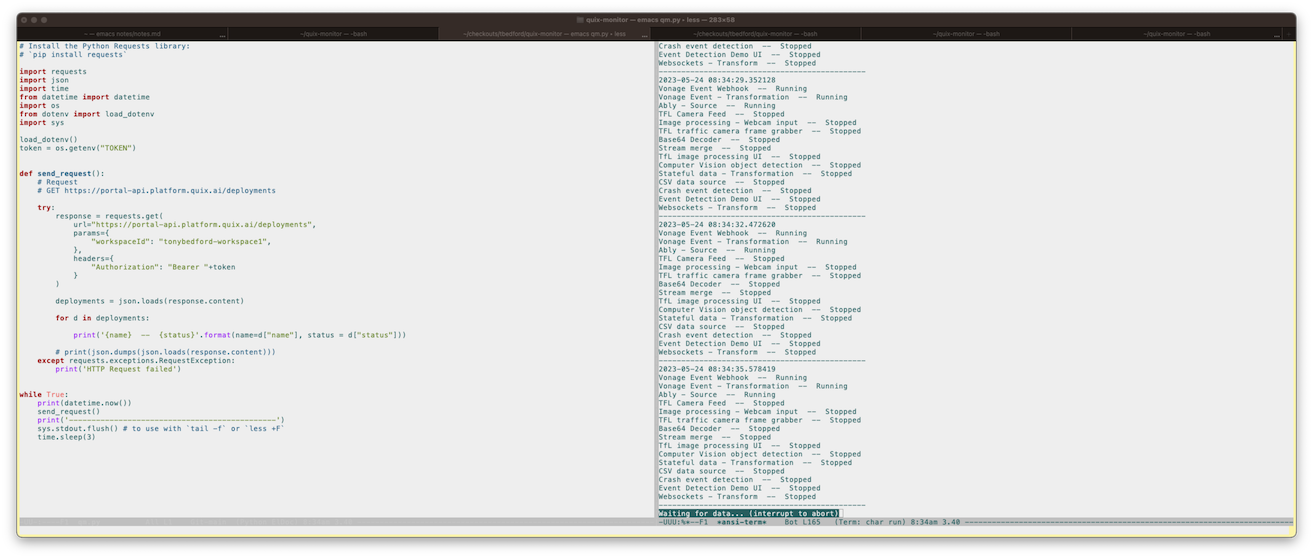 quix-monitor — emacs qm.py • less — 283×58
~ — emacs notes/notes.md ...
~/quix-monitor — -bash
~/checkouts/tbedford/quix-monitor — emacs qm.py • less ...
~/checkouts/tbedford/quix-monitor — -bash
~/quix-monitor — -bash
~/quix-monitor — -bash ...
# Install the Python Requests library:
# `pip install requests`
import requests
import json
import time
from datetime import datetime
import os
from dotenv import load_dotenv
import sys
load_dotenv()
token = os.getenv("TOKEN")
def send_request():
# Request
# GET https://portal-api.platform.quix.ai/deployments
try:
response = requests.get(
url="https://portal-api.platform.quix.ai/deployments",
params={
"workspaceId": "tonybedford-workspace1",
},
headers={
"Authorization": "Bearer "+token
}
)
deployments = json.loads(response.content)
for d in deployments:
print('{name}  --  {status}'.format(name=d["name"], status = d["status"]))
# print(json.dumps(json.loads(response.content)))
except requests.exceptions.RequestException:
print('HTTP Request failed')
while True:
print(datetime.now())
send_request()
print('----------------------------------------------')
sys.stdout.flush() # to use with `tail -f` or `less +F`
time.sleep(3)
Crash event detection  --  Stopped
Event Detection Demo UI  --  Stopped
Websockets - Transform  --  Stopped
----------------------------------------------
2023-05-24 08:34:29.352128
Vonage Event Webhook  --  Running
Vonage Event - Transformation  --  Running
Ably - Source  --  Running
TFL Camera Feed  --  Stopped
Image processing - Webcam input  --  Stopped
TFL traffic camera frame grabber  --  Stopped
Base64 Decoder  --  Stopped
Stream merge  --  Stopped
TfL image processing UI  --  Stopped
Computer Vision object detection  --  Stopped
Stateful data - Transformation  --  Stopped
CSV data source  --  Stopped
Crash event detection  --  Stopped
Event Detection Demo UI  --  Stopped
Websockets - Transform  --  Stopped
----------------------------------------------
2023-05-24 08:34:32.472620
Vonage Event Webhook  --  Running
Vonage Event - Transformation  --  Running
Ably - Source  --  Running
TFL Camera Feed  --  Stopped
Image processing - Webcam input  --  Stopped
TFL traffic camera frame grabber  --  Stopped
Base64 Decoder  --  Stopped
Stream merge  --  Stopped
TfL image processing UI  --  Stopped
Computer Vision object detection  --  Stopped
Stateful data - Transformation  --  Stopped
CSV data source  --  Stopped
Crash event detection  --  Stopped
Event Detection Demo UI  --  Stopped
Websockets - Transform  --  Stopped
----------------------------------------------
2023-05-24 08:34:35.578419
Vonage Event Webhook  --  Running
Vonage Event - Transformation  --  Running
Ably - Source  --  Running
TFL Camera Feed  --  Stopped
Image processing - Webcam input  --  Stopped
TFL traffic camera frame grabber  --  Stopped
Base64 Decoder  --  Stopped
Stream merge  --  Stopped
TfL image processing UI  --  Stopped
Computer Vision object detection  --  Stopped
Stateful data - Transformation  --  Stopped
CSV data source  --  Stopped
Crash event detection  --  Stopped
Event Detection Demo UI  --  Stopped
Websockets - Transform  --  Stopped
----------------------------------------------
Waiting for data... (interrupt to abort)
-UUU:%*--F1  *ansi-term*    Bot L165   (Term: char run) 8:34am 3.40